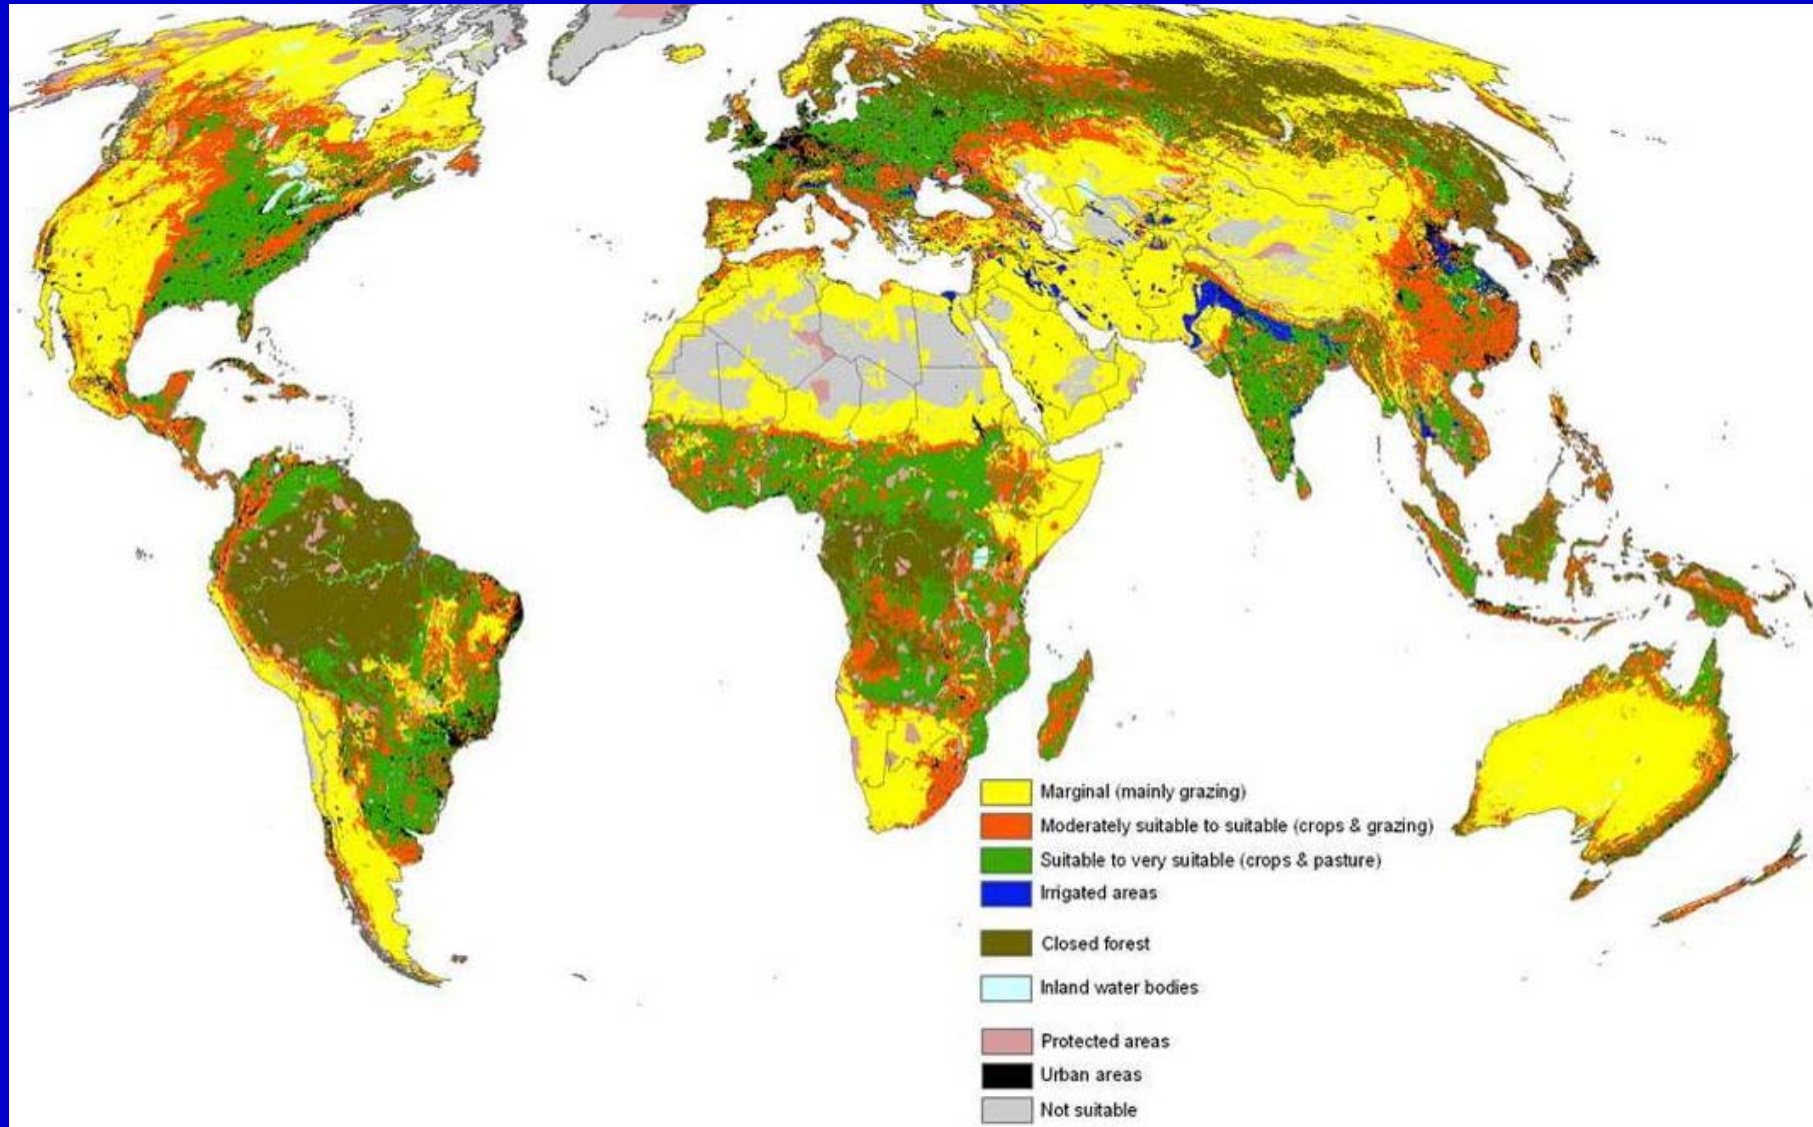 Marginal (mainly grazing)
Moderately suitable to suitable (crops & grazing)
Suitable to very suitable (crops & pasture)
Irrigated areas
Closed forest
Inland water bodies
Protected areas
Urban areas
Not suitable